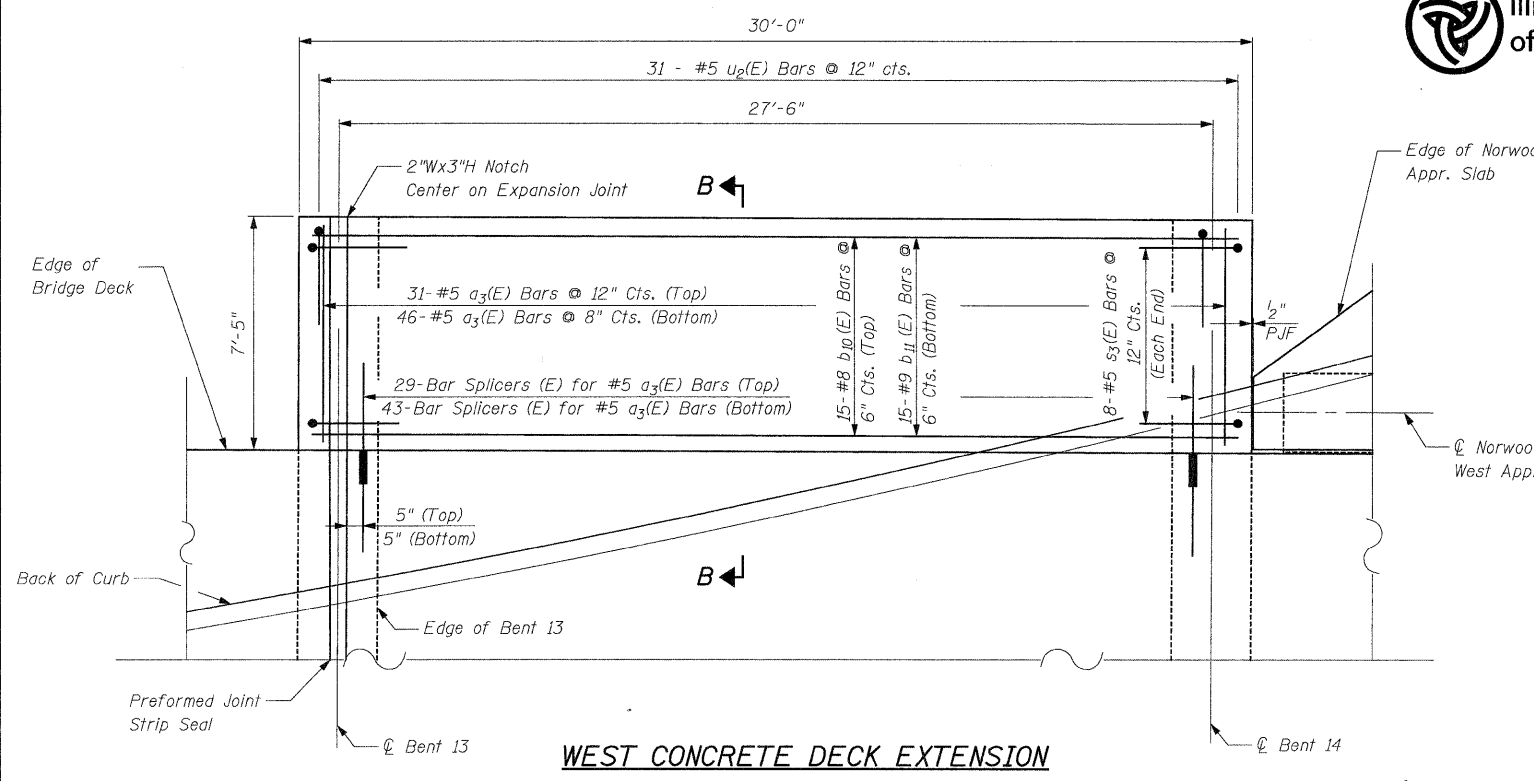 30'-0"
31 - #5 u2(E) Bars @ 12" cts.
27'-6"
2"Wx3"H Notch
Center on Expansion Joint
B
of
Edge of
Appr. Slab
Edge of
Bridge Deck
7'-5"
31-#5 a3(E) Bars @ 12" Cts. (Top)
46-#5 a3(E) Bars @ 8" Cts. (Bottom)
15-#8 b10(E) Bars @
6" Cts. (Top)
15-#9 b11(E) Bars @
6" Cts. (Bottom)
8-#5 s3(E) Bars @
12" Cts.
(Each End)
1/2"
PJF
29-Bar Splicers (E) for #5 a3(E) Bars (Top)
43-Bar Splicers (E) for #5 a3(E) Bars (Bottom)
℄
West App.
5" (Top)
5" (Bottom)
Back of Curb
B
Edge of Bent 13
Preformed Joint
Strip Seal
℄ Bent 13
℄ Bent 14
WEST CONCRETE DECK EXTENSION